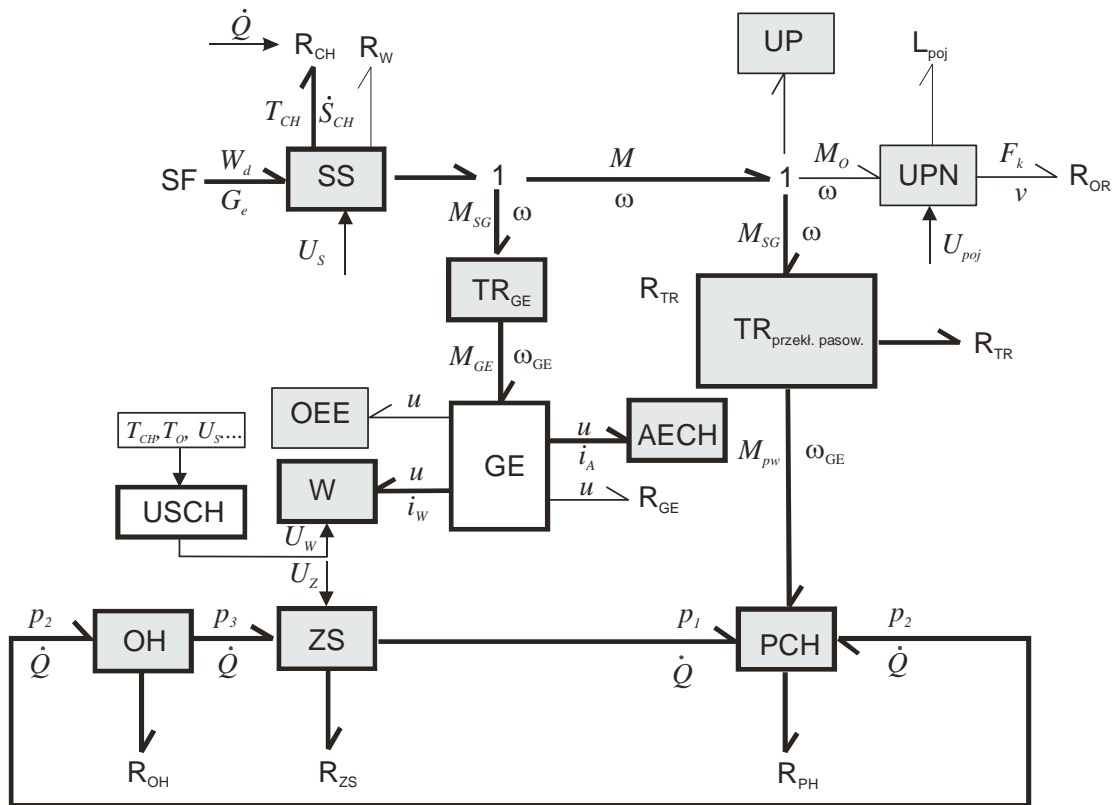 Q̇
R_CH
R_W
UP
L_poj
T_CH
Ṡ_CH
SF
W_d
G_e
SS
1
M
ω
1
M_O
ω
UPN
F_k
v
R_OR
U_S
M_SG
ω
M_SG
ω
U_poj
TR_GE
R_TR
TR_przekł. pasow.
R_TR
M_GE
ω_GE
OEE
u
GE
u
i_A
AECH
M_pw
ω_GE
T_CH, T_O, U_S....
USCH
W
u
i_W
u
R_GE
U_W
U_Z
p_2
Q̇
OH
p_3
Q̇
ZS
p_1
Q̇
PCH
p_2
Q̇
R_OH
R_ZS
R_PH